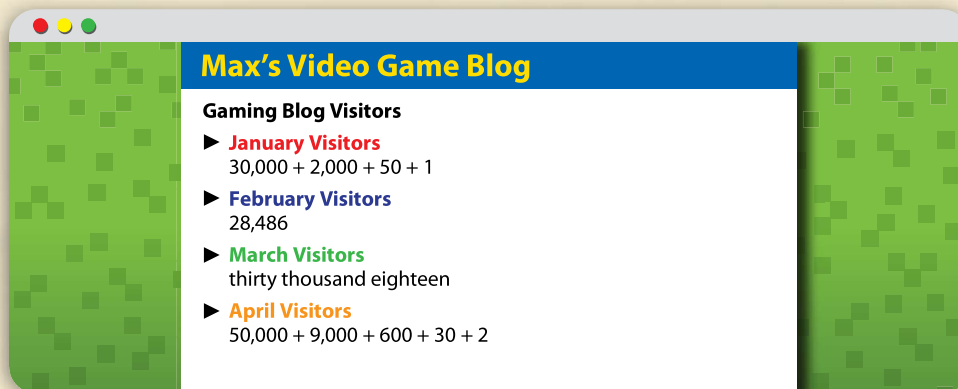 Max’s Video Game Blog
Gaming Blog Visitors
► January Visitors
30,000 + 2,000 + 50 + 1
► February Visitors
28,486
► March Visitors
thirty thousand eighteen
► April Visitors
50,000 + 9,000 + 600 + 30 + 2